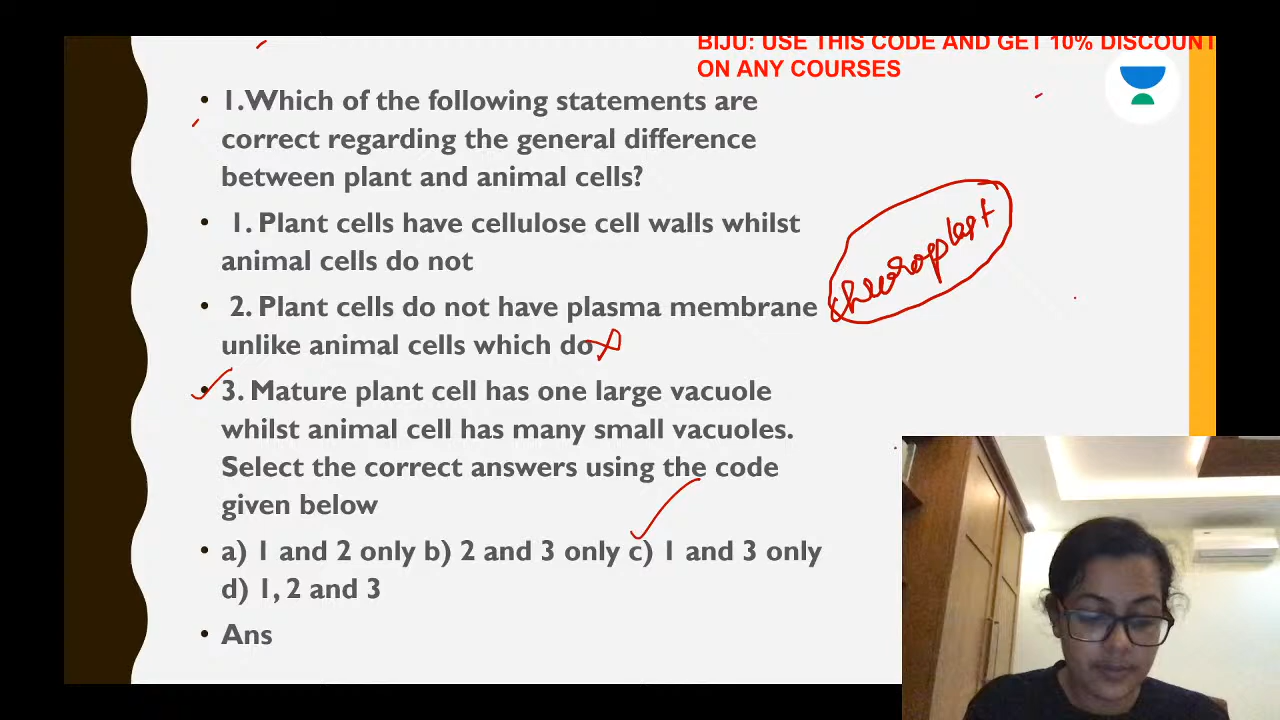 BIJU: USE THIS CODE AND GET 10% DISCOUNT
ON ANY COURSES
• 1.Which of the following statements are
correct regarding the general difference
between plant and animal cells?
• 1. Plant cells have cellulose cell walls whilst
animal cells do not
• 2. Plant cells do not have plasma membrane
unlike animal cells which do
• 3. Mature plant cell has one large vacuole
whilst animal cell has many small vacuoles.
Select the correct answers using the code
given below
• a) 1 and 2 only b) 2 and 3 only c) 1 and 3 only
d) 1, 2 and 3
• Ans